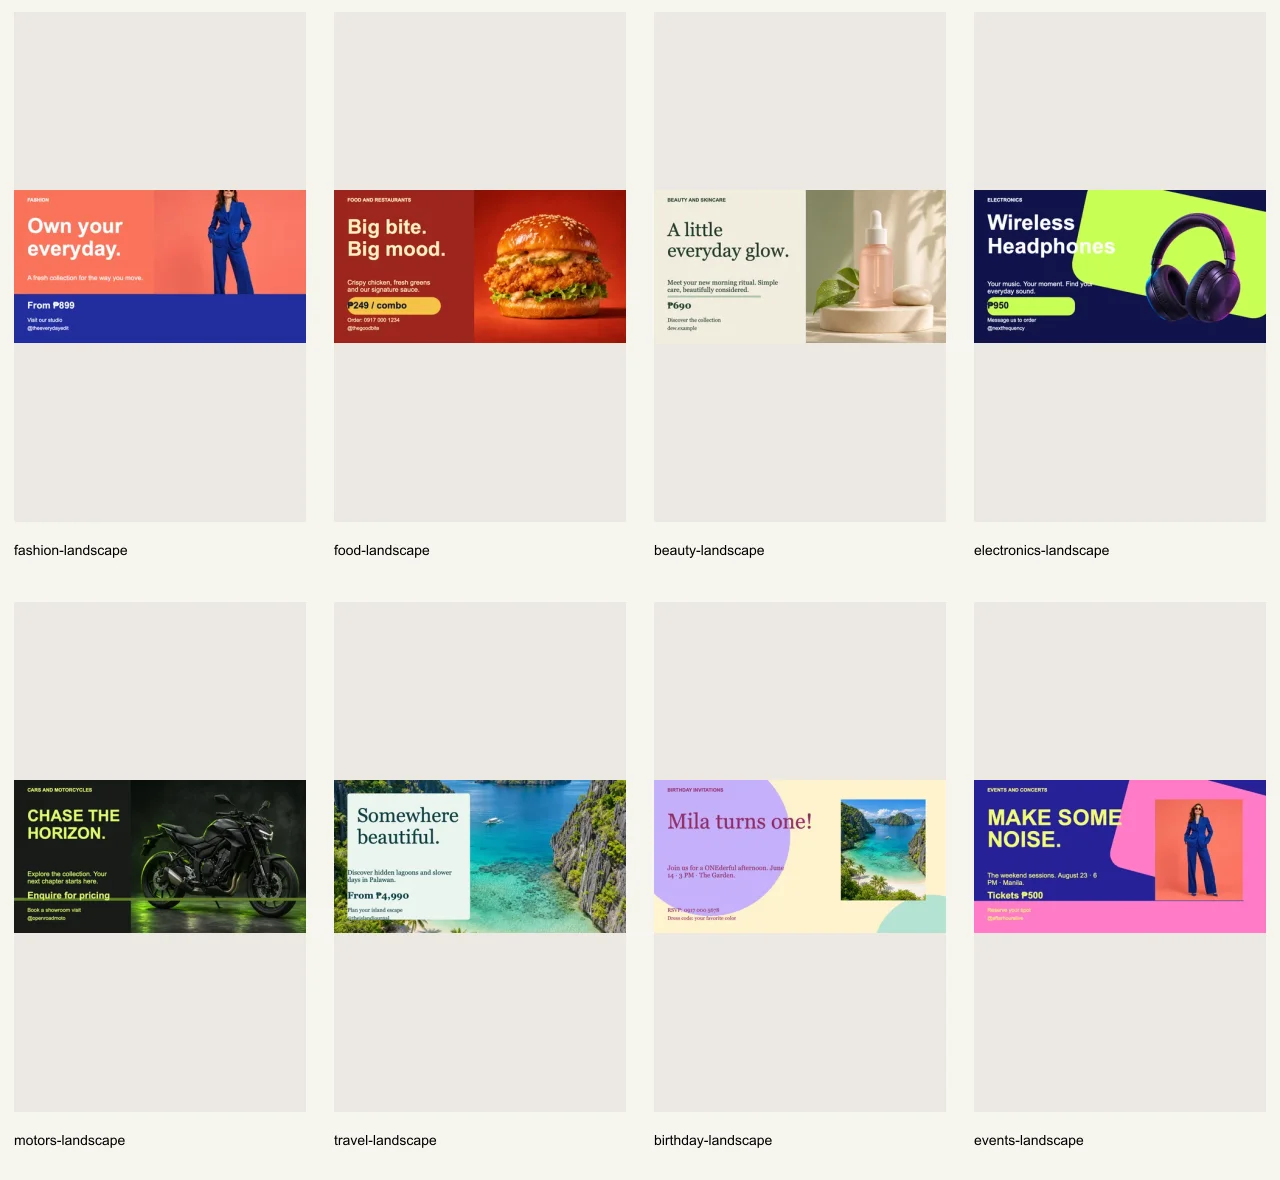 FASHION
Own your
everyday.
A fresh collection for the way you move.
From ₱899
Visit our studio
@theeverydayedit
fashion-landscape
FOOD AND RESTAURANTS
Big bite.
Big mood.
Crispy chicken, fresh greens
and our signature sauce.
₱249 / combo
Order: 0917 000 1234
@thegoodbite
food-landscape
BEAUTY AND SKINCARE
A little
everyday glow.
Meet your new morning ritual. Simple
care, beautifully considered.
₱690
Discover the collection
dew.example
beauty-landscape
ELECTRONICS
Wireless
Headphones
Your music. Your moment. Find your
everyday sound.
₱950
Message us to order
@nextfrequency
electronics-landscape
CARS AND MOTORCYCLES
CHASE THE
HORIZON.
Explore the collection. Your
next chapter starts here.
Enquire for pricing
Book a showroom visit
@openroadmoto
motors-landscape
Somewhere
beautiful.
Discover hidden lagoons and slower
days in Palawan.
From ₱4,990
Plan your island escape
travel-landscape
BIRTHDAY INVITATIONS
Mila turns one!
Join us for a ONEderful afternoon. June
14 · 3 PM · The Garden.
RSVP: 0917 000 5678
Dress code: your favorite color
birthday-landscape
EVENTS AND CONCERTS
MAKE SOME
NOISE.
The weekend sessions. August 23 · 6
PM · Manila.
Tickets ₱500
Reserve your spot
events-landscape